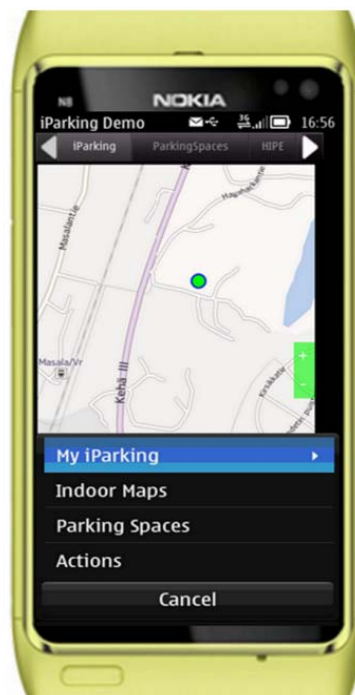 N8 NOKIA
iParking Demo 3G 16:56
iParking ParkingSpaces HIPE
Masalantie
Kehä III
Masala/Vr
+
-
My iParking
Indoor Maps
Parking Spaces
Actions
Cancel